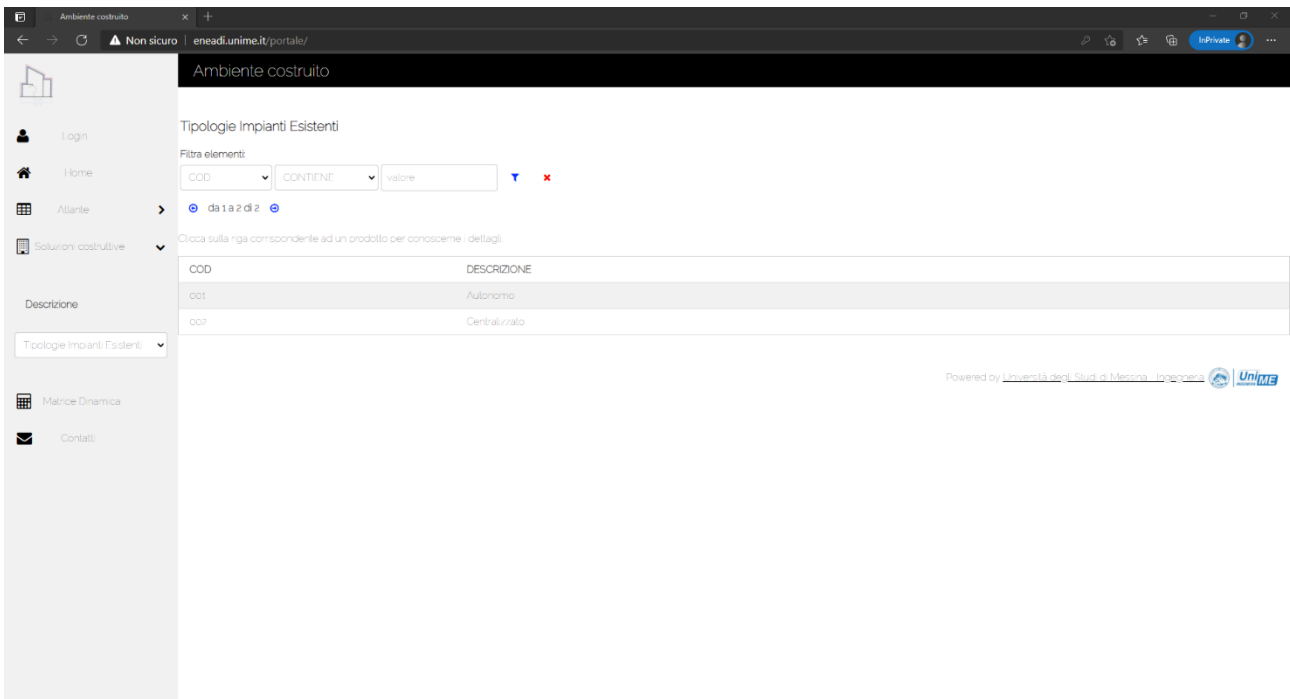 Ambiente costruito
Non sicuro | eneadi.unime.it/portale/
InPrivate
Ambiente costruito
Login
Home
Atlante
Soluzioni costruttive
Descrizione
Tipologie Impianti Esistenti
Matrice Dinamica
Contatti
Tipologie Impianti Esistenti
Filtra elementi:
COD CONTIENE valore
da 1 a 2 di 2
Clicca sulla riga corrispondente ad un prodotto per conoscerne i dettagli
COD DESCRIZIONE
001 Autonomo
002 Centralizzato
Powered by Università degli Studi di Messina - Ingegneria UniME